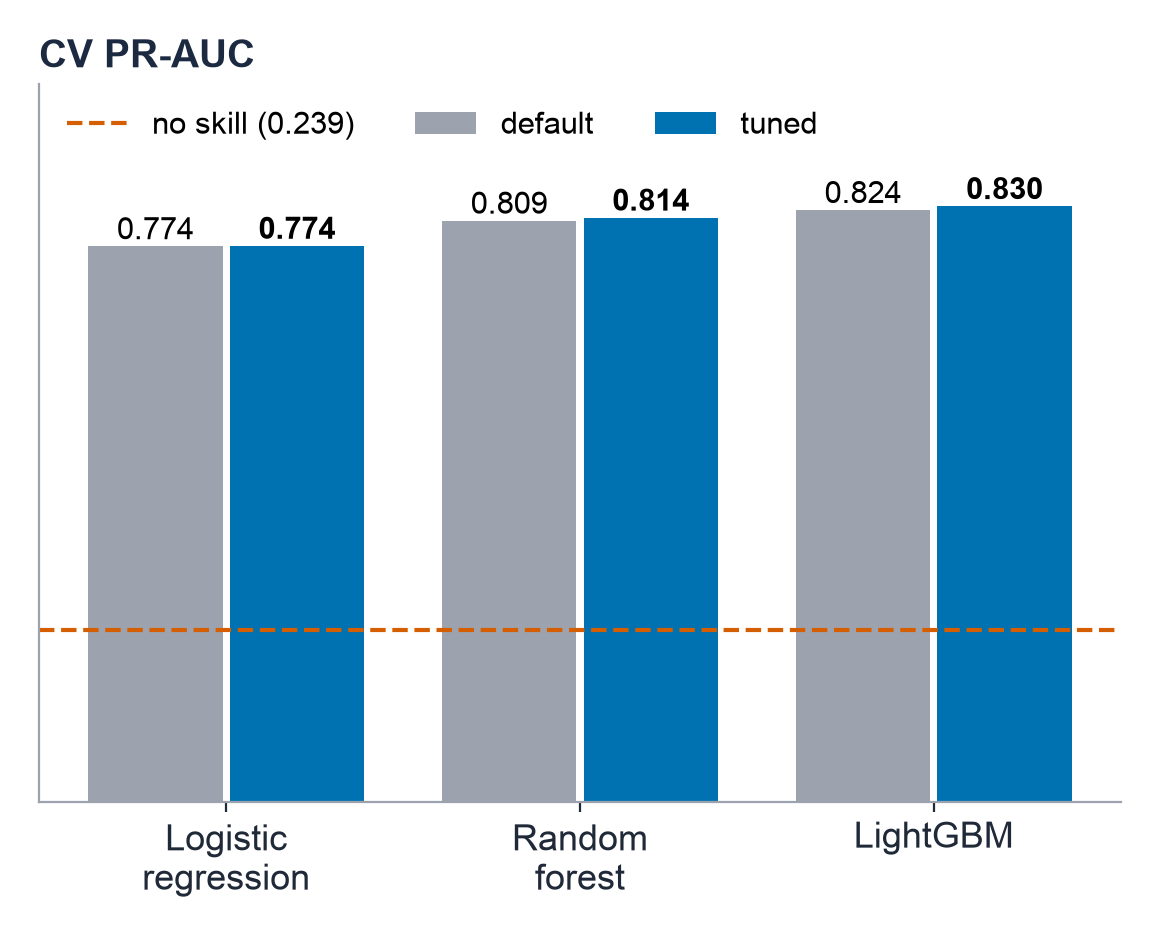 CV PR-AUC
no skill (0.239) default tuned
0.774 0.774 0.809 0.814 0.824 0.830
Logistic regression
Random forest
LightGBM